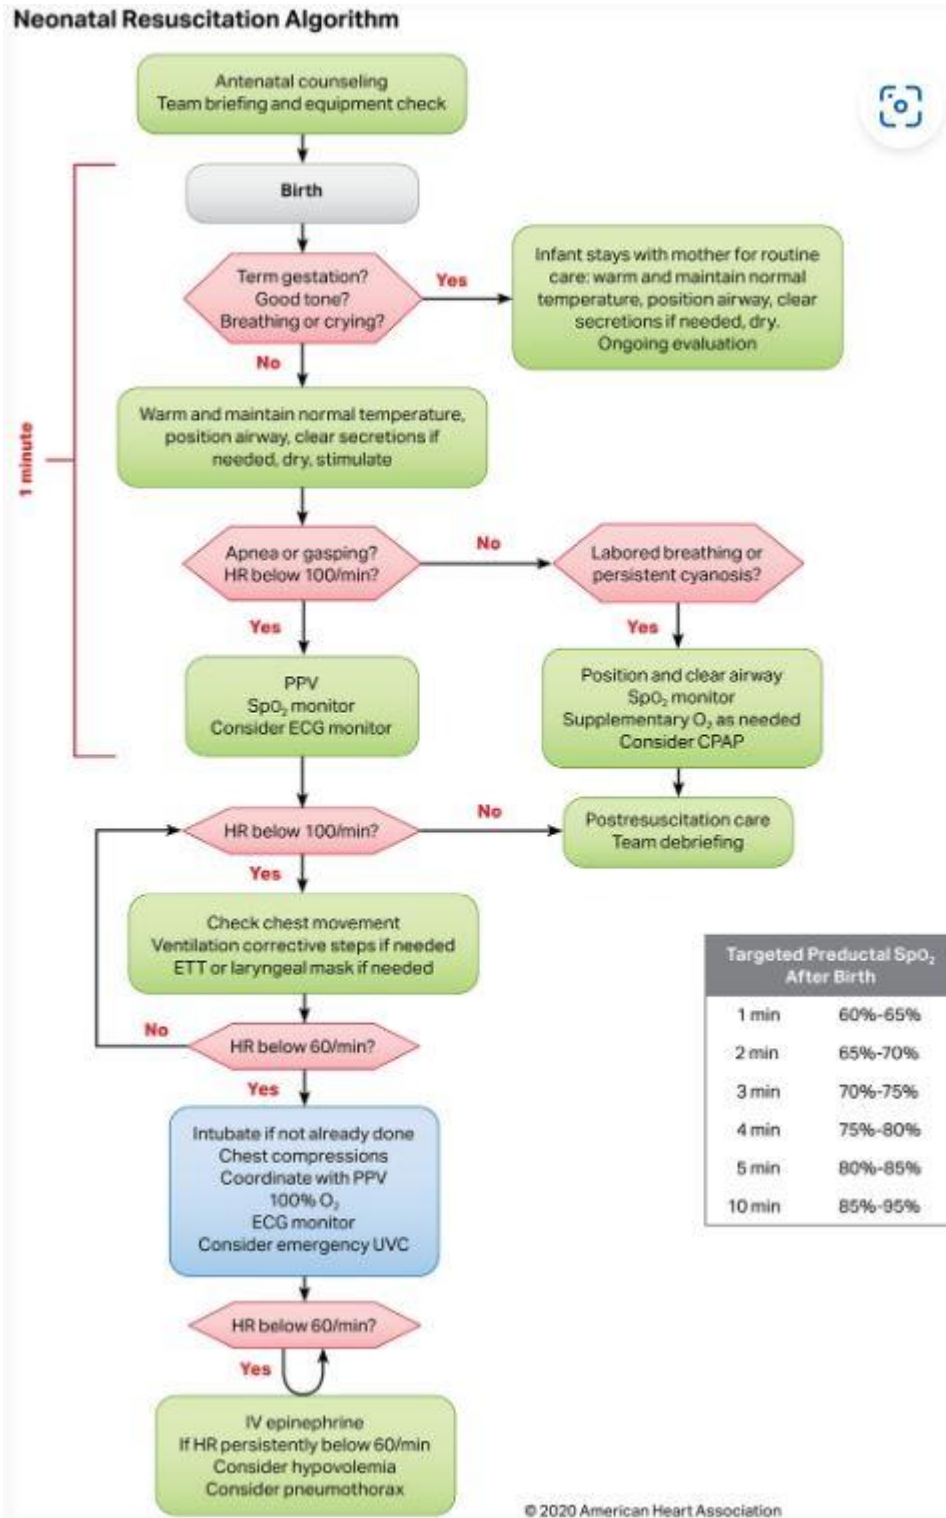 Neonatal Resuscitation Algorithm
Antenatal counseling
Team briefing and equipment check
Birth
Term gestation?
Good tone?
Breathing or crying?
Yes
Infant stays with mother for routine
care: warm and maintain normal
temperature, position airway, clear
secretions if needed, dry.
Ongoing evaluation
No
Warm and maintain normal temperature,
position airway, clear secretions if
needed, dry, stimulate
1 minute
Apnea or gasping?
HR below 100/min?
No
Labored breathing or
persistent cyanosis?
Yes
Yes
PPV
SpO₂ monitor
Consider ECG monitor
Position and clear airway
SpO₂ monitor
Supplementary O₂ as needed
Consider CPAP
HR below 100/min?
No
Postresuscitation care
Team debriefing
Yes
Check chest movement
Ventilation corrective steps if needed
ETT or laryngeal mask if needed
No
HR below 60/min?
Yes
Intubate if not already done
Chest compressions
Coordinate with PPV
100% O₂
ECG monitor
Consider emergency UVC
HR below 60/min?
Yes
IV epinephrine
If HR persistently below 60/min
Consider hypovolemia
Consider pneumothorax
Targeted Preductal SpO₂
After Birth
1 min 60%-65%
2 min 65%-70%
3 min 70%-75%
4 min 75%-80%
5 min 80%-85%
10 min 85%-95%
© 2020 American Heart Association